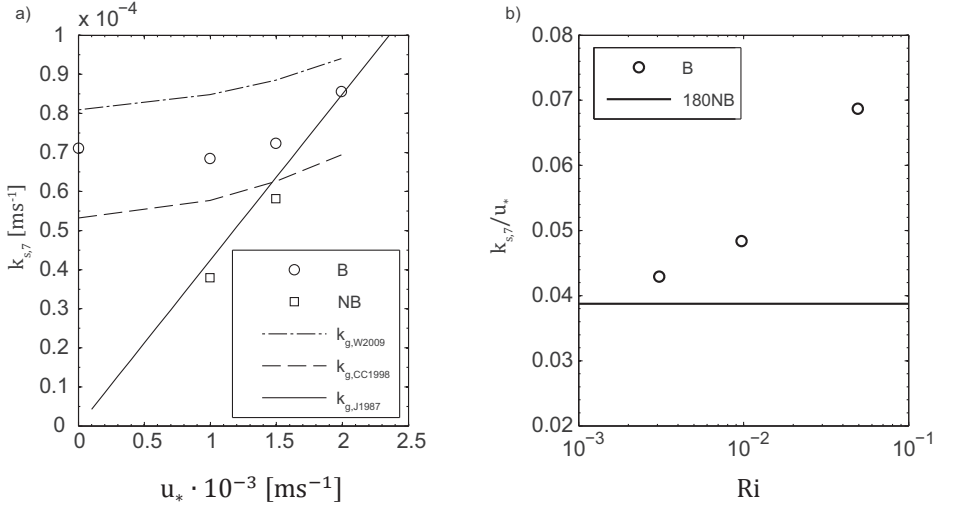 a)
x 10⁻⁴
1
0.9
0.8
0.7
0.6
0.5
0.4
0.3
0.2
0.1
0
k_s,7 [ms⁻¹]
B
NB
k_g,W2009
k_g,CC1998
k_g,J1987
0 0.5 1.0 1.5 2.0 2.5
u_* · 10⁻³ [ms⁻¹]
b)
0.08
0.07
0.06
0.05
0.04
0.03
0.02
k_s,7/u_*
B
180NB
10⁻³ 10⁻² 10⁻¹
Ri